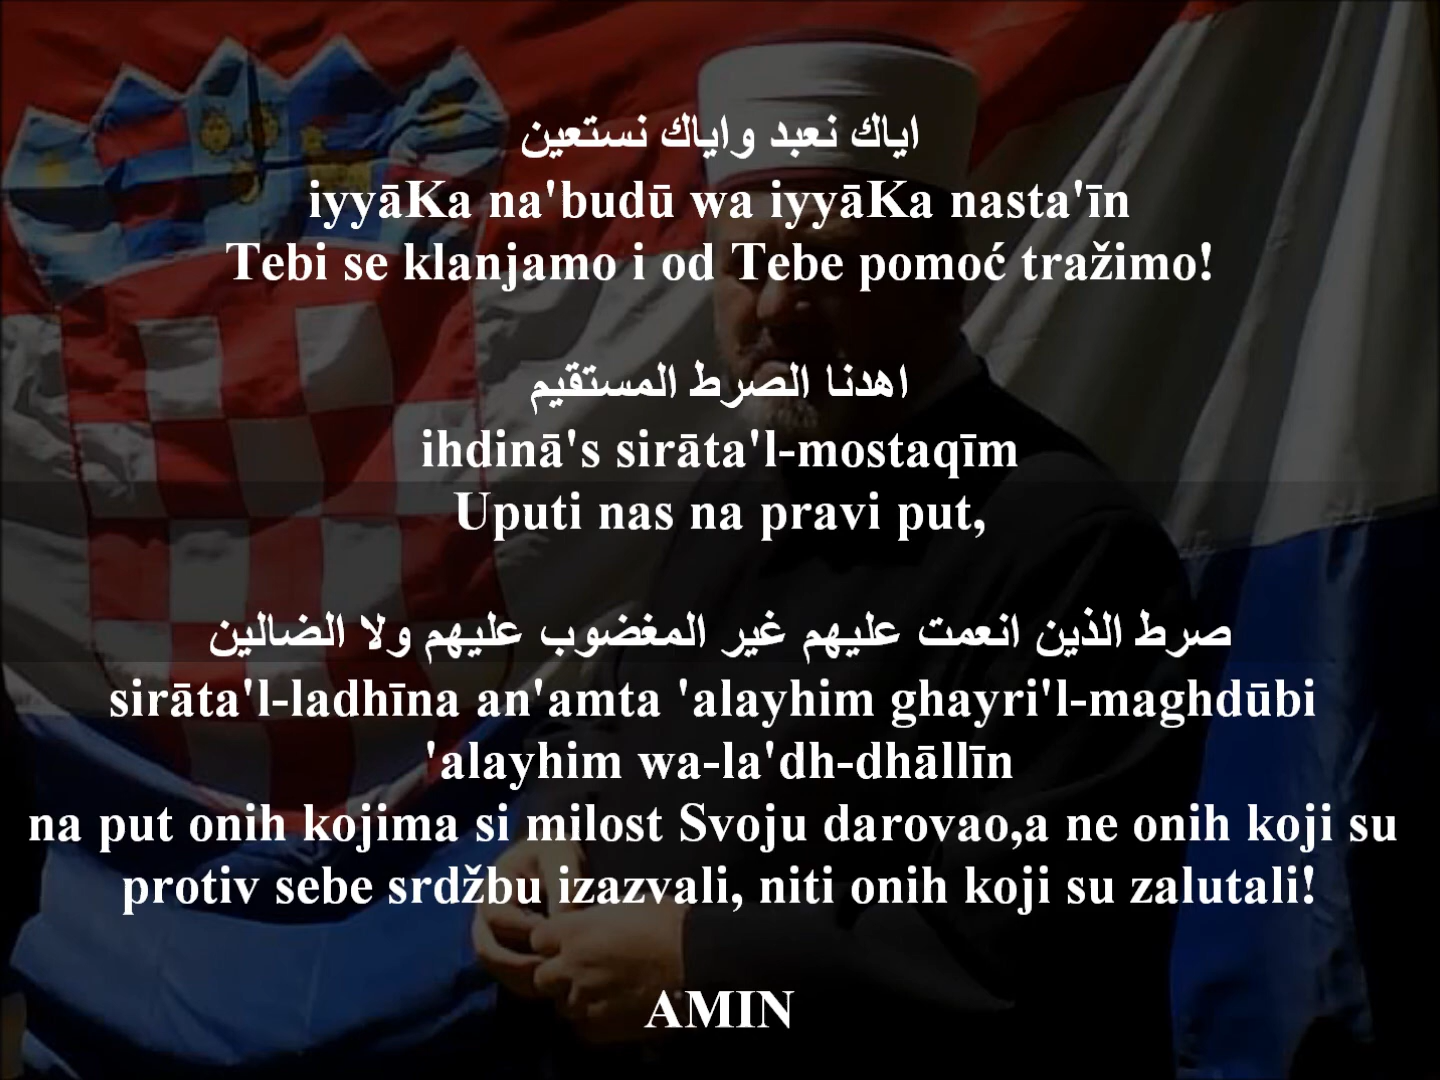 اياك نعبد واياك نستعين
iyyāKa na'budū wa iyyāKa nasta'īn
Tebi se klanjamo i od Tebe pomoć tražimo!
اهدنا الصرط المستقيم
ihdinā's sirāta'l-mostaqīm
Uputi nas na pravi put,
صرط الذين انعمت عليهم غير المغضوب عليهم ولا الضالين
sirāta'l-ladhīna an'amta 'alayhim ghayri'l-maghdūbi
'alayhim wa-la'dh-dhāllīn
na put onih kojima si milost Svoju darovao,a ne onih koji su
protiv sebe srdžbu izazvali, niti onih koji su zalutali!
AMIN